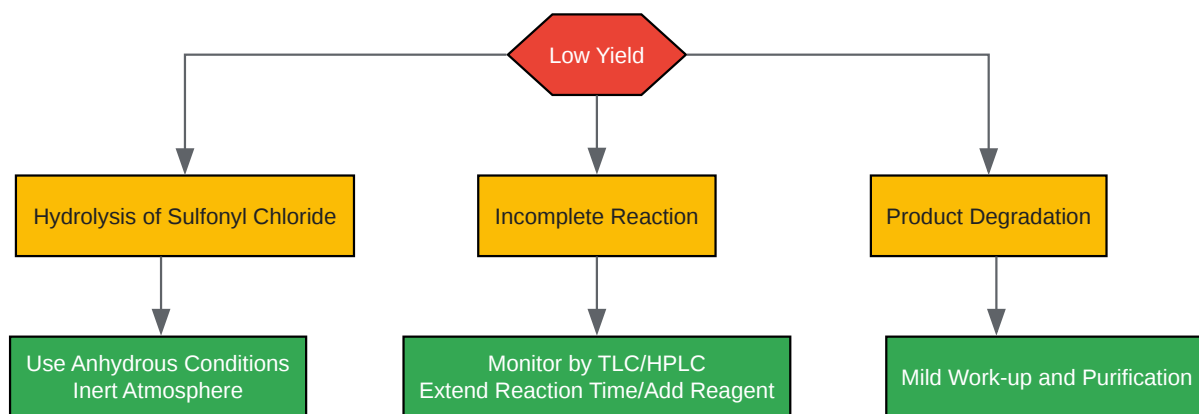 Low Yield
Hydrolysis of Sulfonyl Chloride
Incomplete Reaction
Product Degradation
Use Anhydrous Conditions
Inert Atmosphere
Monitor by TLC/HPLC
Extend Reaction Time/Add Reagent
Mild Work-up and Purification